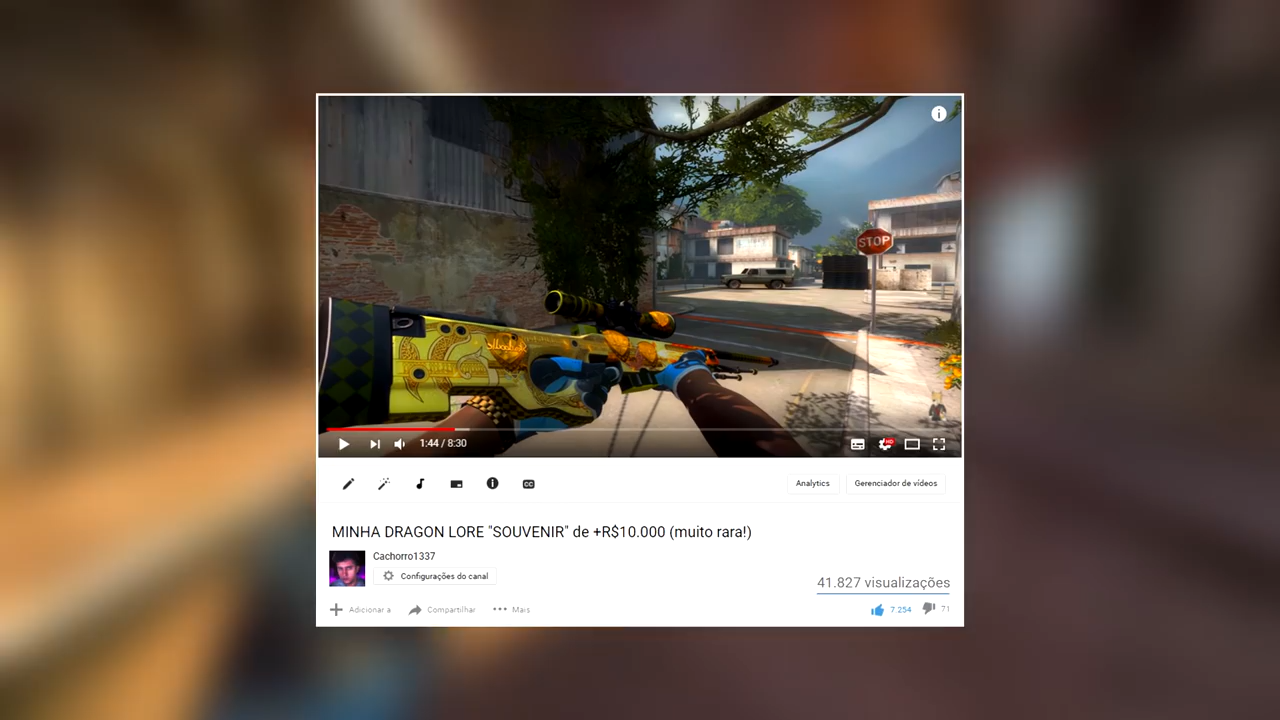 STOP
1:44 / 8:30
HD
Analytics
Gerenciador de vídeos
MINHA DRAGON LORE "SOUVENIR" de +R$10.000 (muito rara!)
Cachorro1337
Configurações do canal
41.827 visualizações
Adicionar a
Compartilhar
Mais
7 254
71